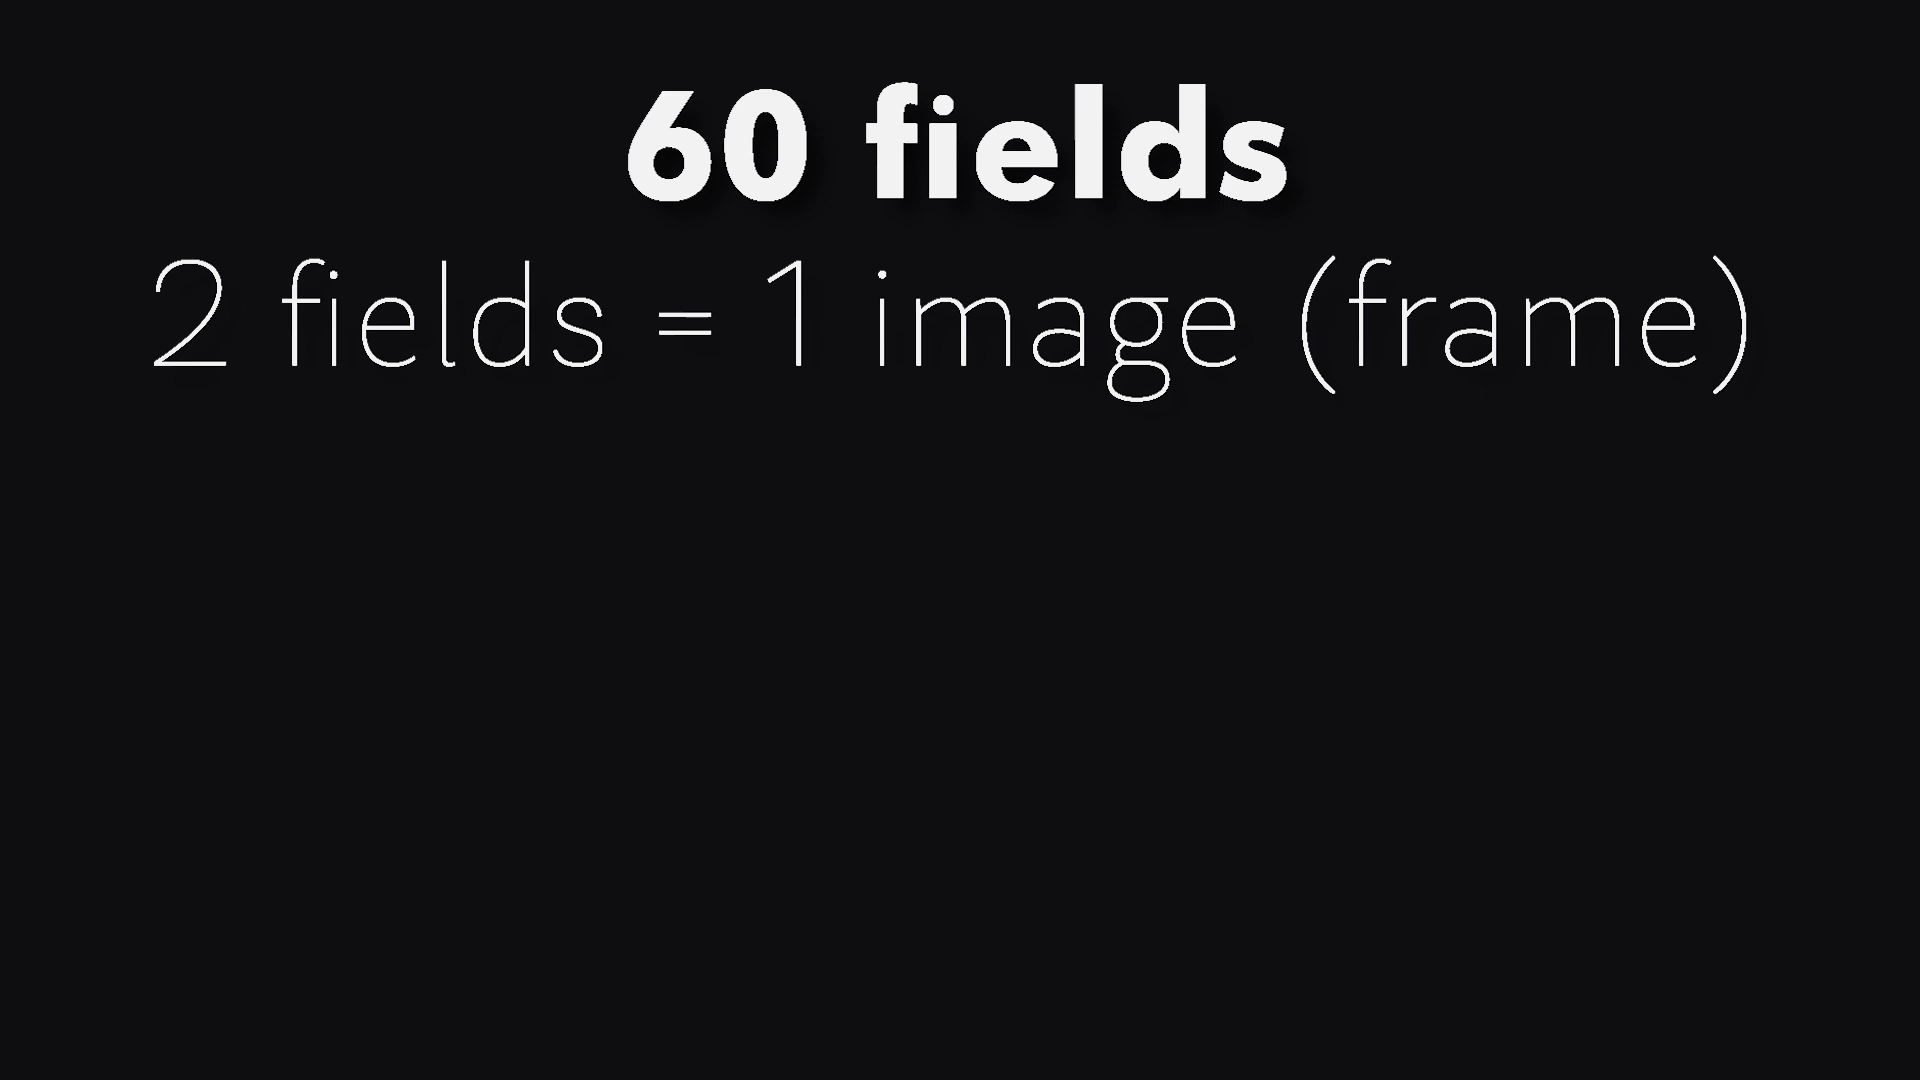 60 fields
2 fields = 1 image (frame)